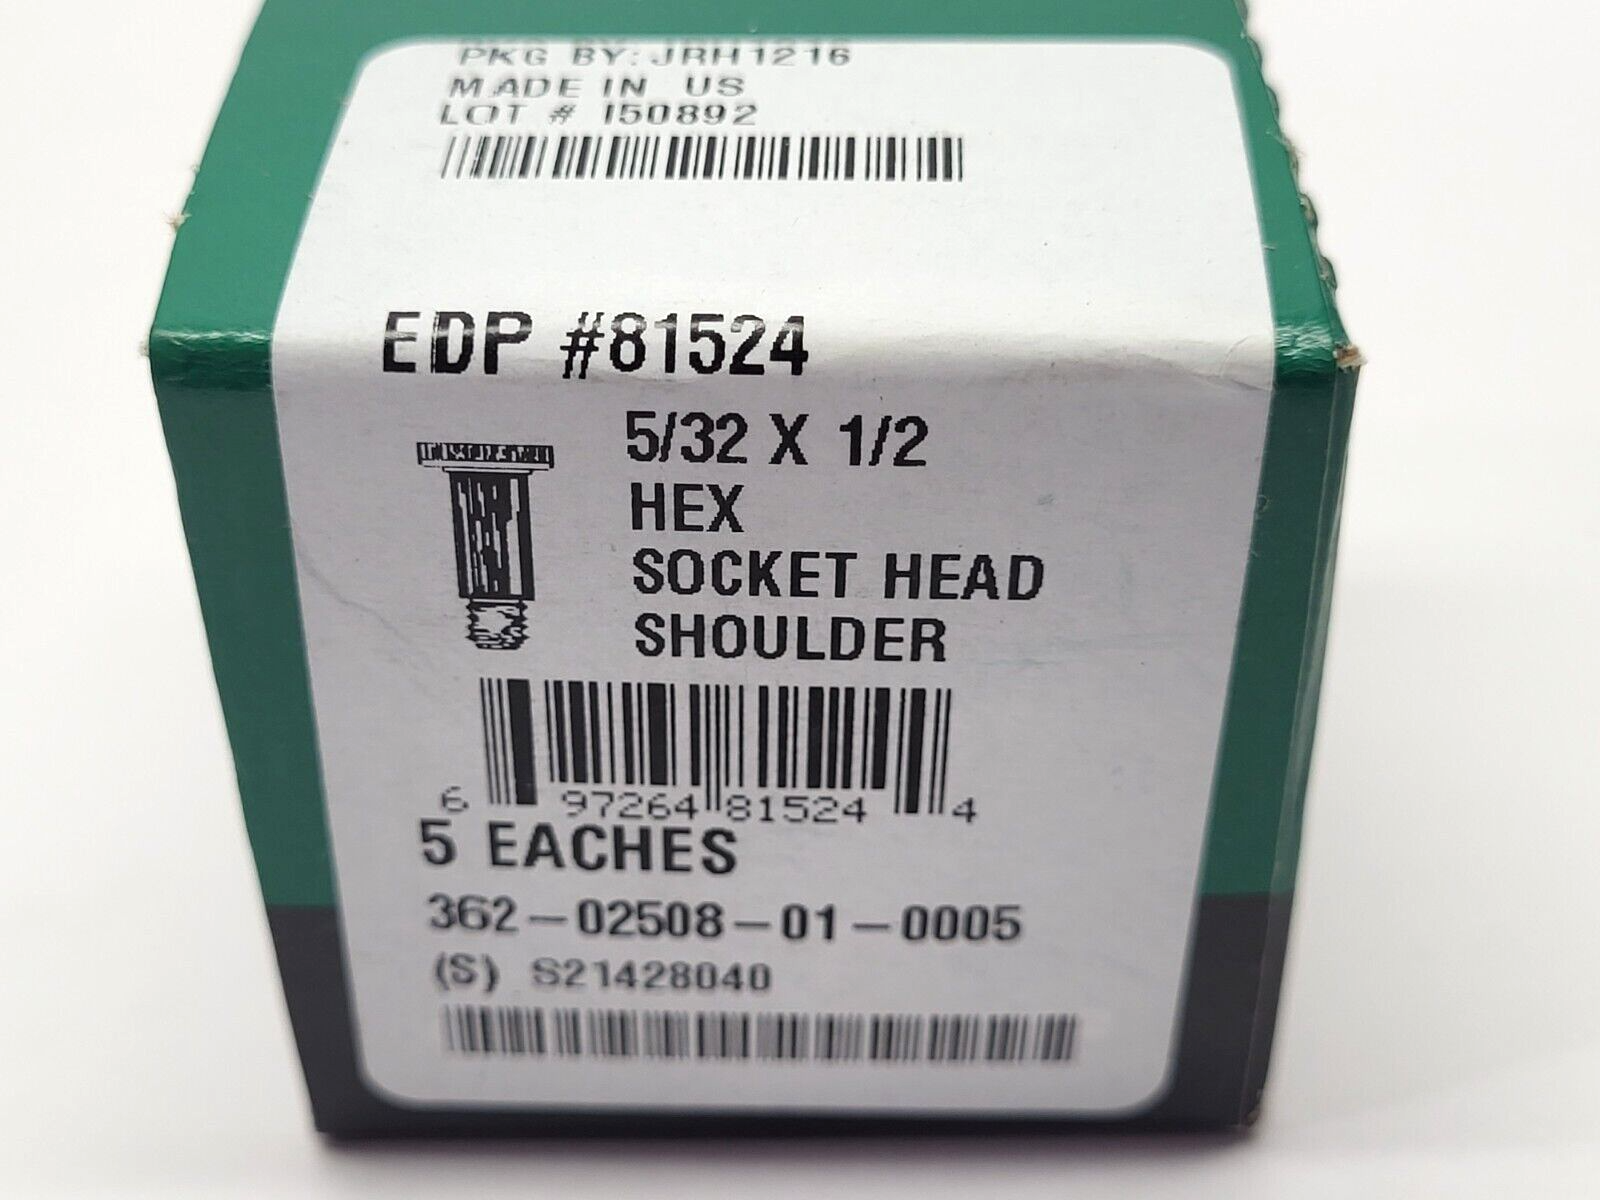 PKG BY: JRH1216
MADE IN US
LOT # I50892
EDP #81524
5/32 X 1/2
HEX
SOCKET HEAD
SHOULDER
6 97264 81524 4
5 EACHES
362-02508-01-0005
(S) S21428040